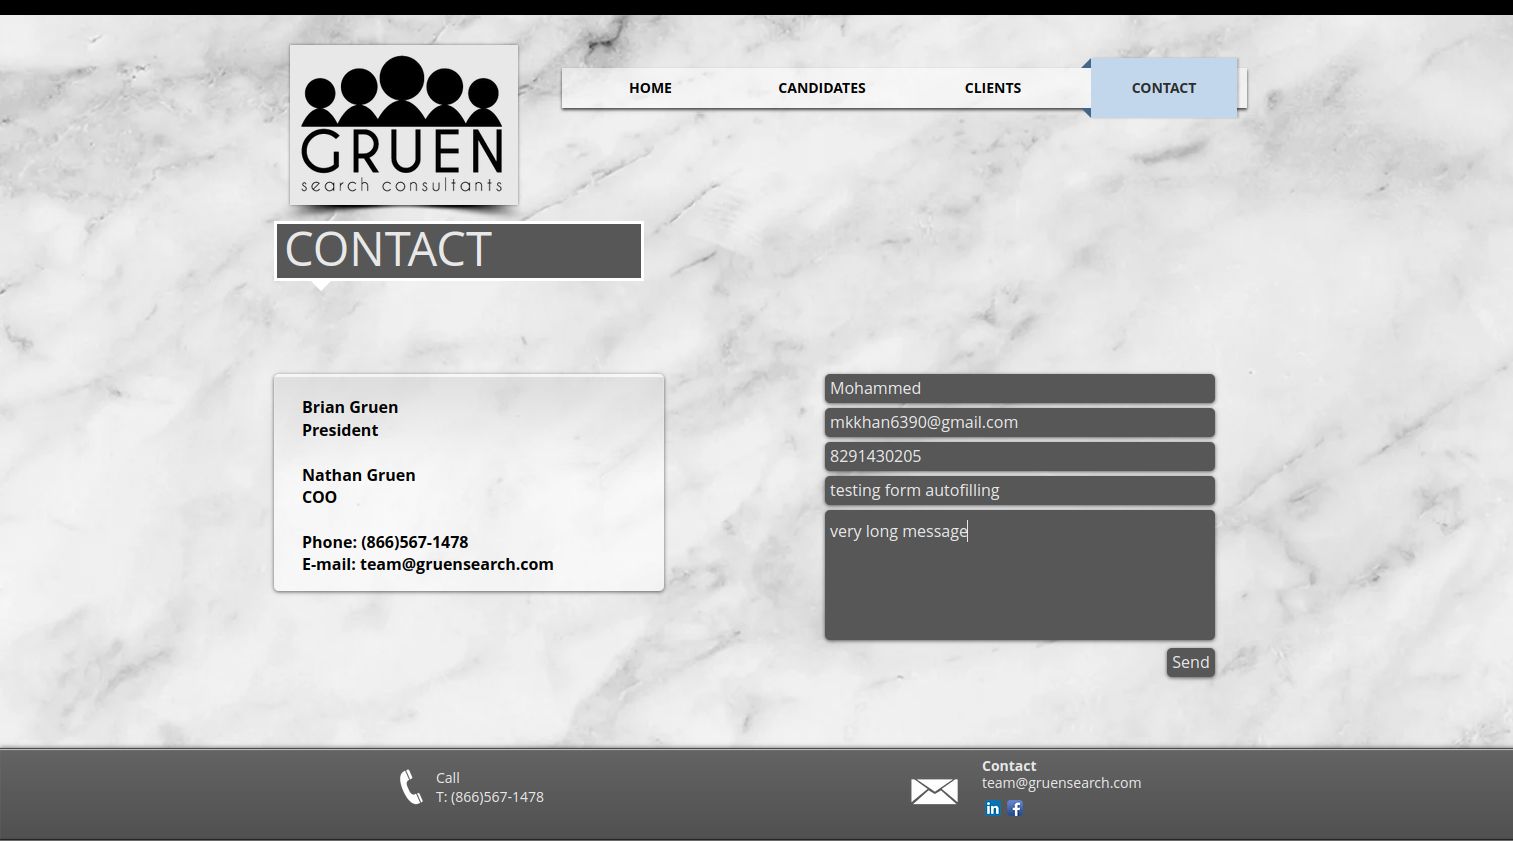 GRUEN
search consultants
HOME
CANDIDATES
CLIENTS
CONTACT
CONTACT
Brian Gruen
President
Nathan Gruen
COO
Phone: (866)567-1478
E-mail: team@gruensearch.com
Mohammed
mkkhan6390@gmail.com
8291430205
testing form autofilling
very long message
Send
Call
T: (866)567-1478
Contact
team@gruensearch.com
in f